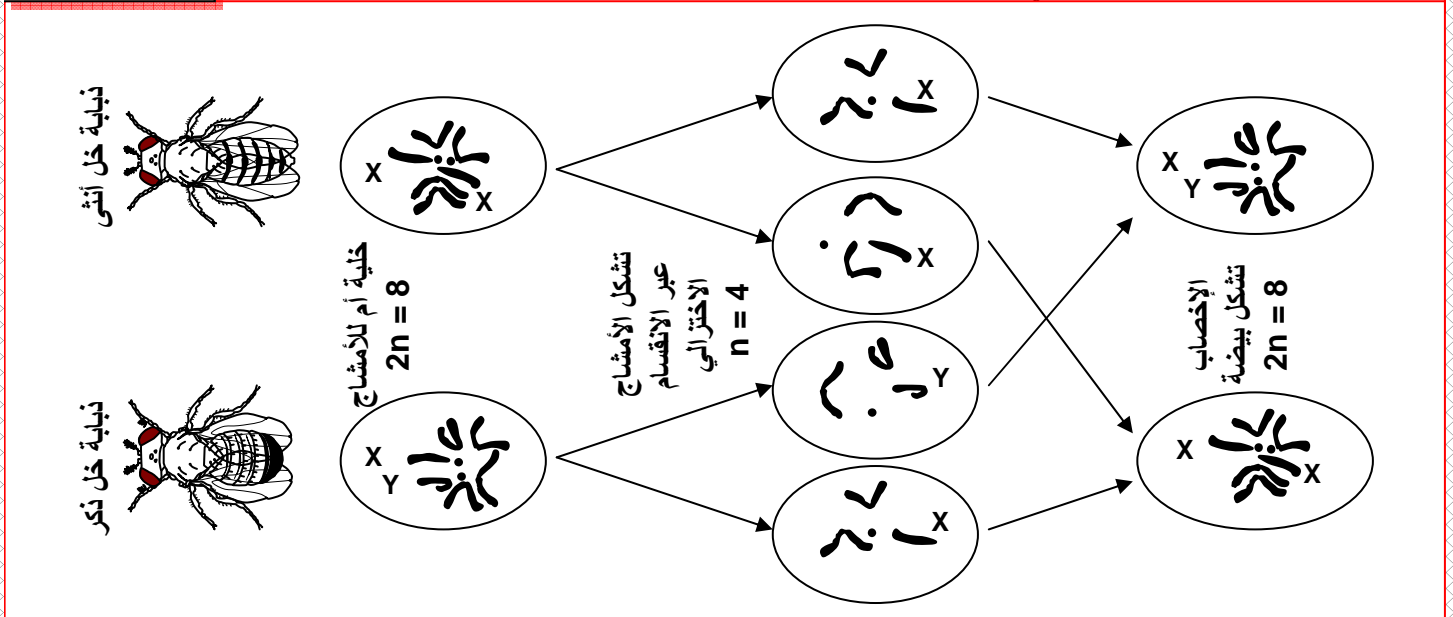 ذبابة خل أنثى
ذبابة خل ذكر
X
X
X
Y
خلية أم للأمشاج
2n = 8
تشكل الأمشاج
عبر الانقسام
الاختزالي
n = 4
X
X
Y
X
X
Y
X
X
الإخصاب
تشكل بيضة
2n = 8